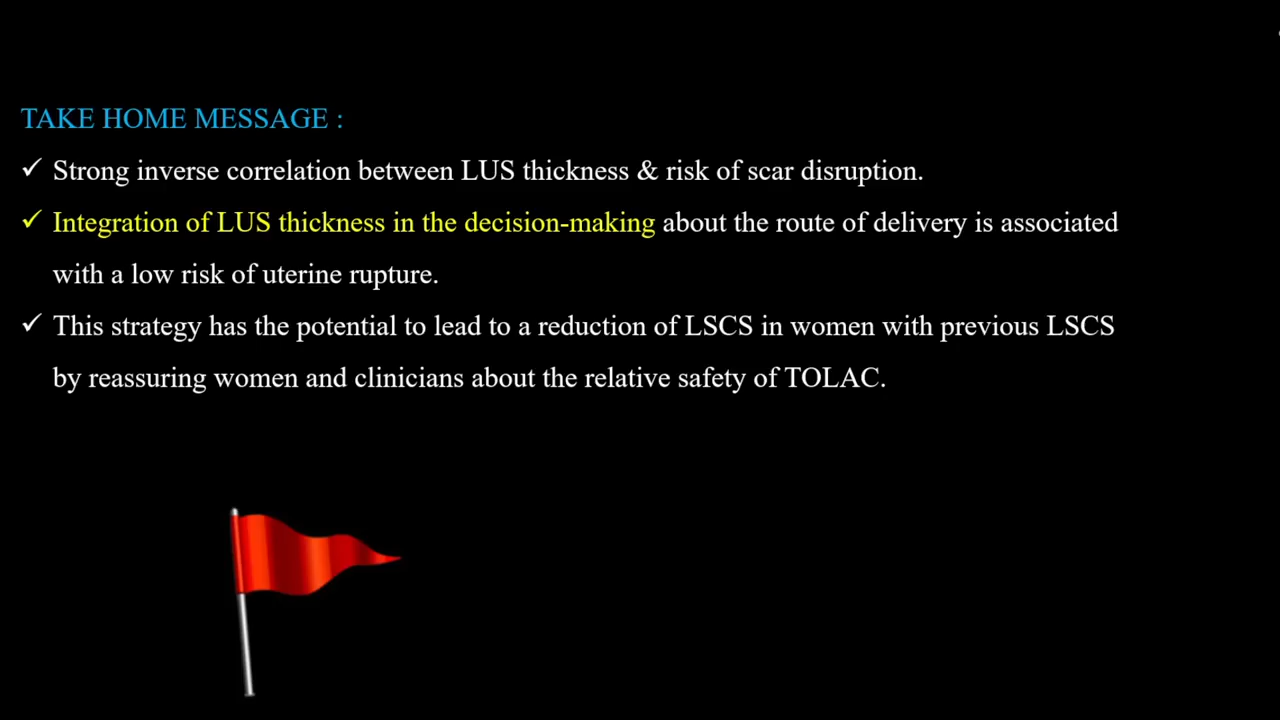 TAKE HOME MESSAGE :
✓ Strong inverse correlation between LUS thickness & risk of scar disruption.
✓ Integration of LUS thickness in the decision-making about the route of delivery is associated
with a low risk of uterine rupture.
✓ This strategy has the potential to lead to a reduction of LSCS in women with previous LSCS
by reassuring women and clinicians about the relative safety of TOLAC.